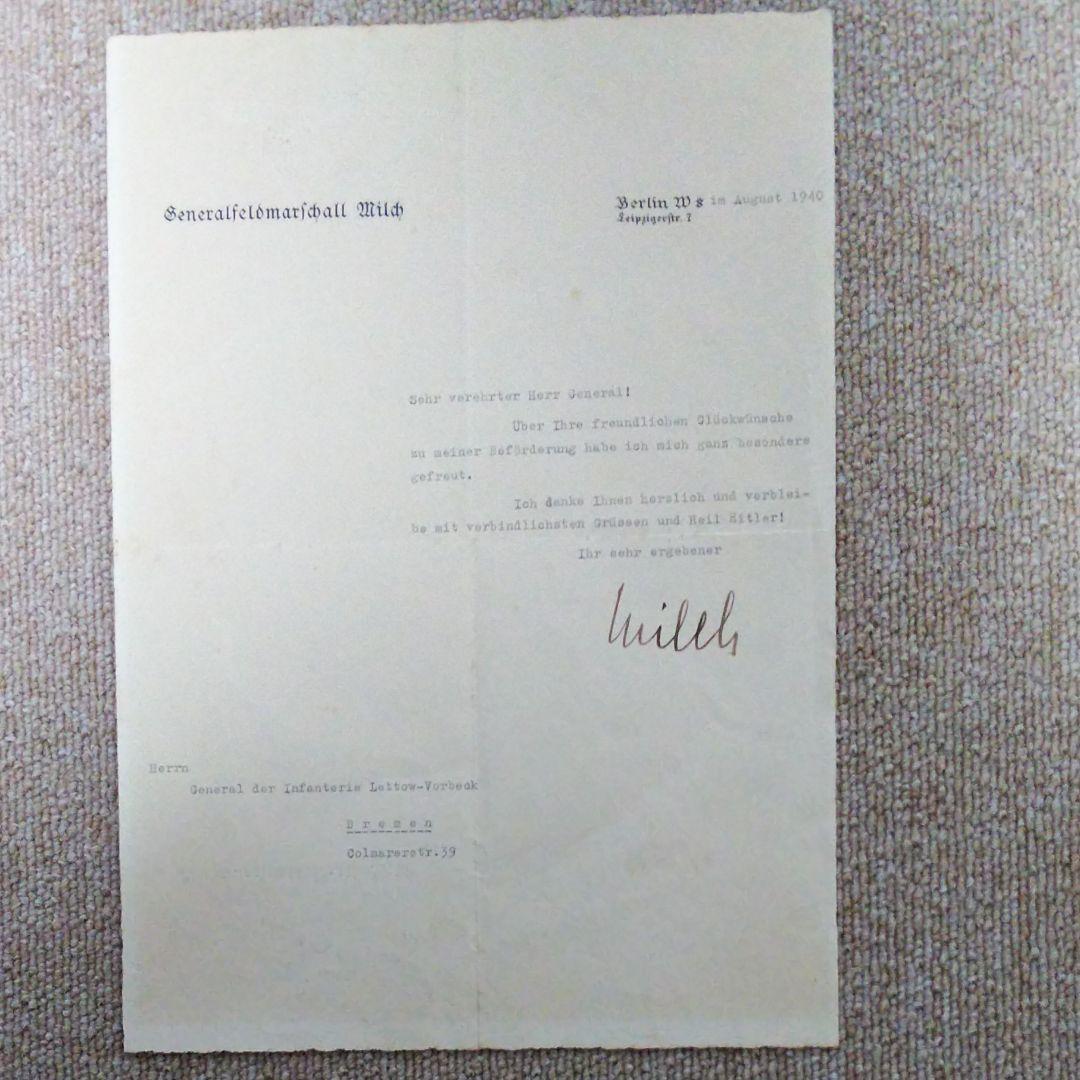 Generalfeldmarschall Milch
Berlin W 8 im August 1940
Leipzigerstr. 7
Sehr verehrter Herr General!
Über Ihre freundlichen Glückwünsche
zu meiner Beförderung habe ich mich ganz besonders
gefreut.
Ich danke Ihnen herzlich und verblei-
be mit verbindlichsten Grüssen und Heil Hitler!
Ihr sehr ergebener
Milch
Herrn
General der Infanterie Lettow-Vorbeck
Bremen
Colmarerstr.39